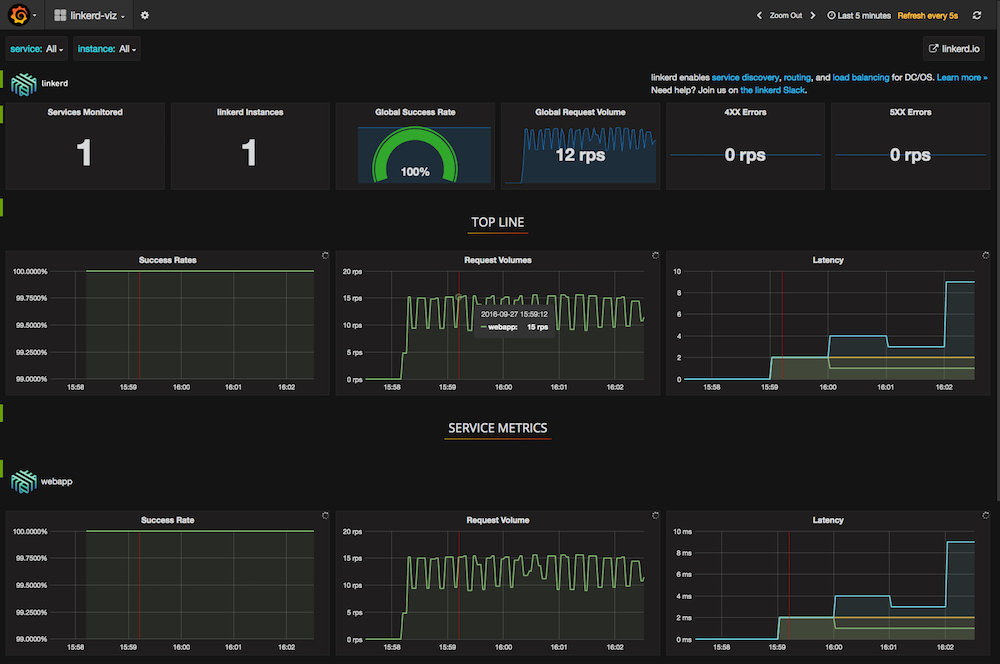 linkerd-viz
Zoom Out
Last 5 minutes
Refresh every 5s
service: All
instance: All
linkerd.io
linkerd
linkerd enables service discovery, routing, and load balancing for DC/OS. Learn more »
Need help? Join us on the linkerd Slack.
Services Monitored
1
linkerd Instances
1
Global Success Rate
100%
Global Request Volume
12 rps
4XX Errors
0 rps
5XX Errors
0 rps
TOP LINE
Success Rates
100.0000%
99.7500%
99.5000%
99.2500%
99.0000%
15:58 15:59 16:00 16:01 16:02
Request Volumes
20 rps
15 rps
10 rps
5 rps
0 rps
2016-09-27 15:59:12
webapp: 15 rps
15:58 15:59 16:00 16:01 16:02
Latency
10
8
6
4
2
0
15:58 15:59 16:00 16:01 16:02
SERVICE METRICS
webapp
Success Rate
100.0000%
99.7500%
99.5000%
99.2500%
99.0000%
15:58 15:59 16:00 16:01 16:02
Request Volume
20 rps
15 rps
10 rps
5 rps
0 rps
15:58 15:59 16:00 16:01 16:02
Latency
10 ms
8 ms
6 ms
4 ms
2 ms
0 ms
15:58 15:59 16:00 16:01 16:02